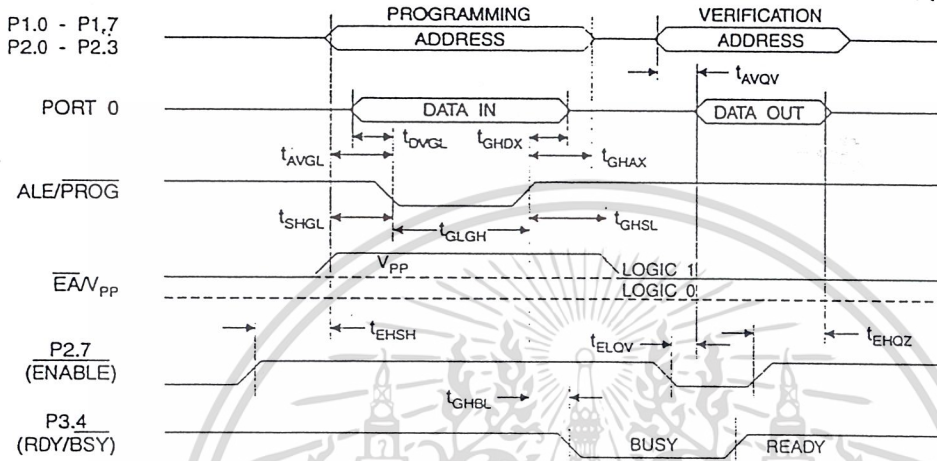 PROGRAMMING VERIFICATION
P1.0 - P1.7
P2.0 - P2.3
ADDRESS ADDRESS
tAVQV
PORT 0 DATA IN DATA OUT
tDVGL tGHDX
tAVGL tGHAX
ALE/PROG
tSHGL tGLGH tGHSL
VPP
EA/VPP
LOGIC 1
LOGIC 0
tEHSH tELQV tEHQZ
P2.7
(ENABLE)
tGHBL
P3.4
(RDY/BSY)
BUSY READY